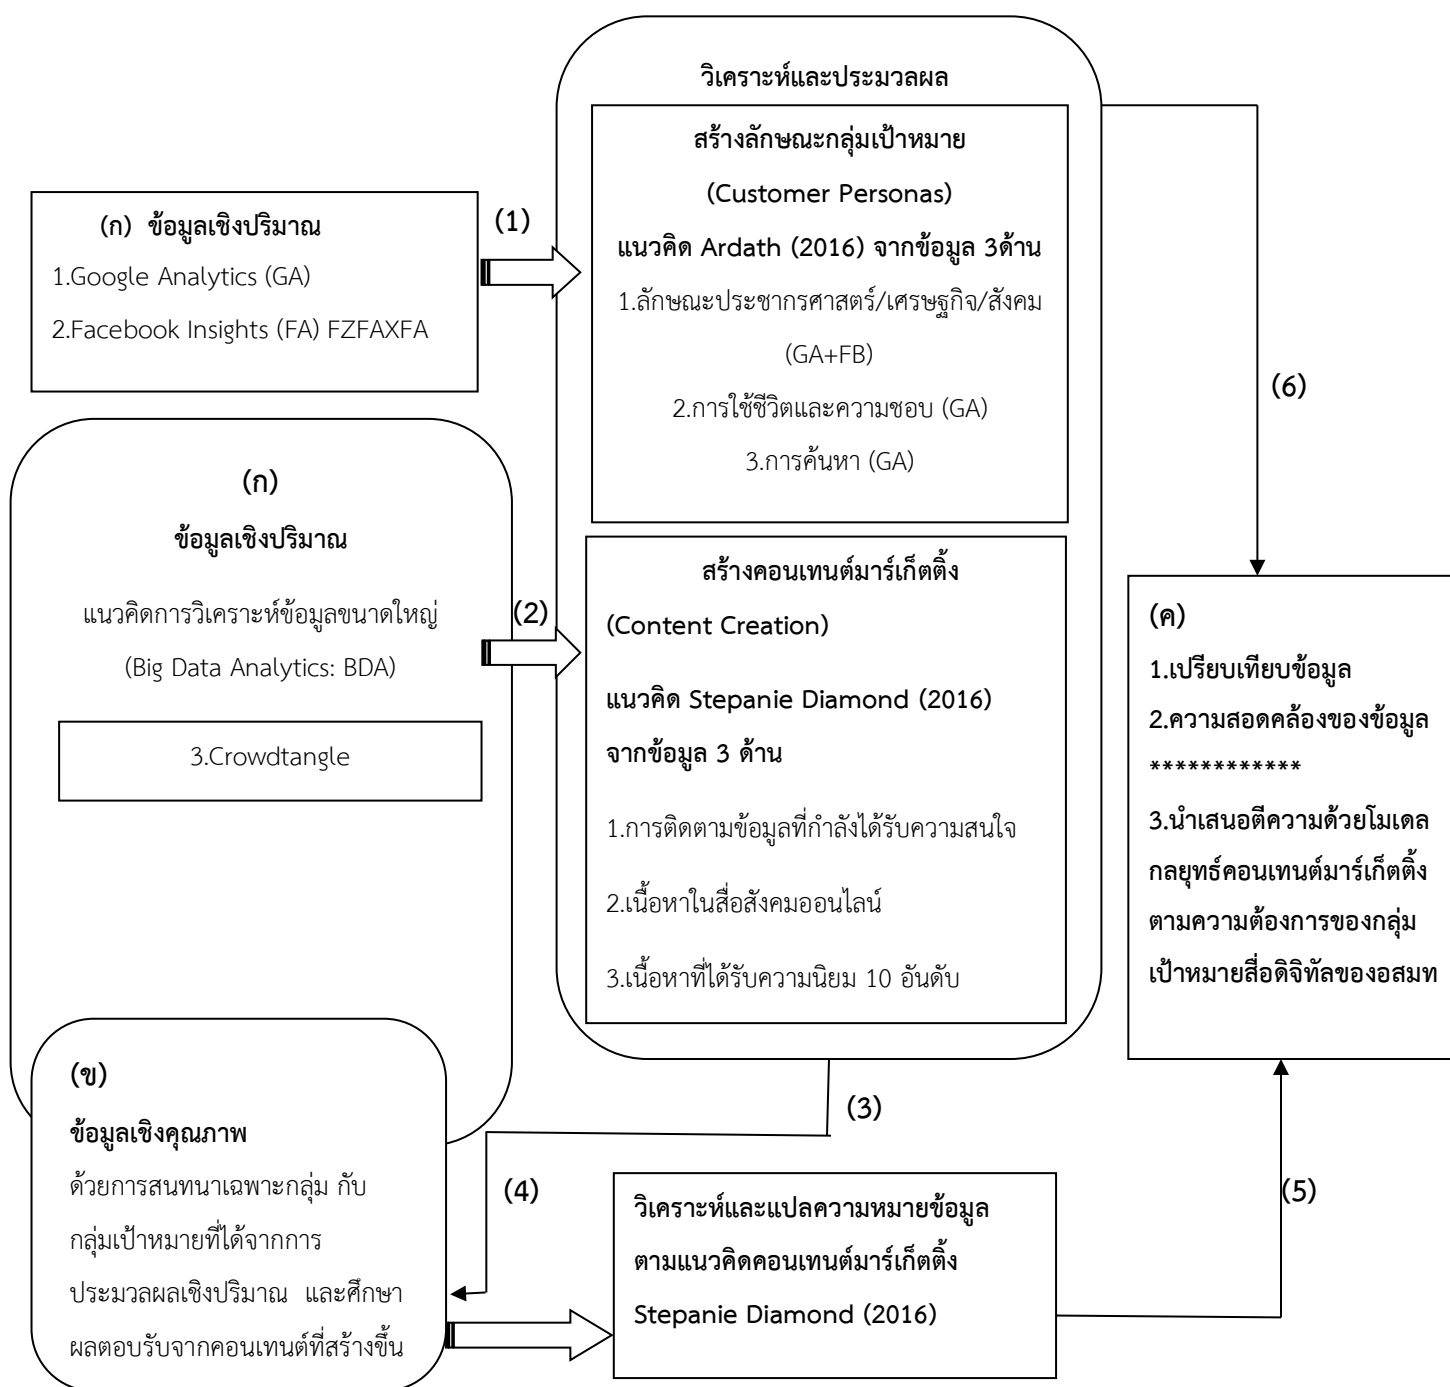 วิเคราะห์และประมวลผล
สร้างลักษณะกลุ่มเป้าหมาย
(Customer Personas)
แนวคิด Ardath (2016) จากข้อมูล 3ด้าน
1.ลักษณะประชากรศาสตร์/เศรษฐกิจ/สังคม
(GA+FB)
2.การใช้ชีวิตและความชอบ (GA)
3.การค้นหา (GA)
(ก) ข้อมูลเชิงปริมาณ
1.Google Analytics (GA)
2.Facebook Insights (FA) FZFAXFA
(1)
(6)
(ก)
ข้อมูลเชิงปริมาณ
แนวคิดการวิเคราะห์ข้อมูลขนาดใหญ่
(Big Data Analytics: BDA)
3.Crowdtangle
(2)
สร้างคอนเทนต์มาร์เก็ตติ้ง
(Content Creation)
แนวคิด Stepanie Diamond (2016)
จากข้อมูล 3 ด้าน
1.การติดตามข้อมูลที่กำลังได้รับความสนใจ
2.เนื้อหาในสื่อสังคมออนไลน์
3.เนื้อหาที่ได้รับความนิยม 10 อันดับ
(ค)
1.เปรียบเทียบข้อมูล
2.ความสอดคล้องของข้อมูล
************
3.นำเสนอตีความด้วยโมเดล
กลยุทธ์คอนเทนต์มาร์เก็ตติ้ง
ตามความต้องการของกลุ่ม
เป้าหมายสื่อดิจิทัลของอสมท
(3)
(ข)
ข้อมูลเชิงคุณภาพ
ด้วยการสนทนาเฉพาะกลุ่ม กับ
กลุ่มเป้าหมายที่ได้จากการ
ประมวลผลเชิงปริมาณ และศึกษา
ผลตอบรับจากคอนเทนต์ที่สร้างขึ้น
(4)
วิเคราะห์และแปลความหมายข้อมูล
ตามแนวคิดคอนเทนต์มาร์เก็ตติ้ง
Stepanie Diamond (2016)
(5)